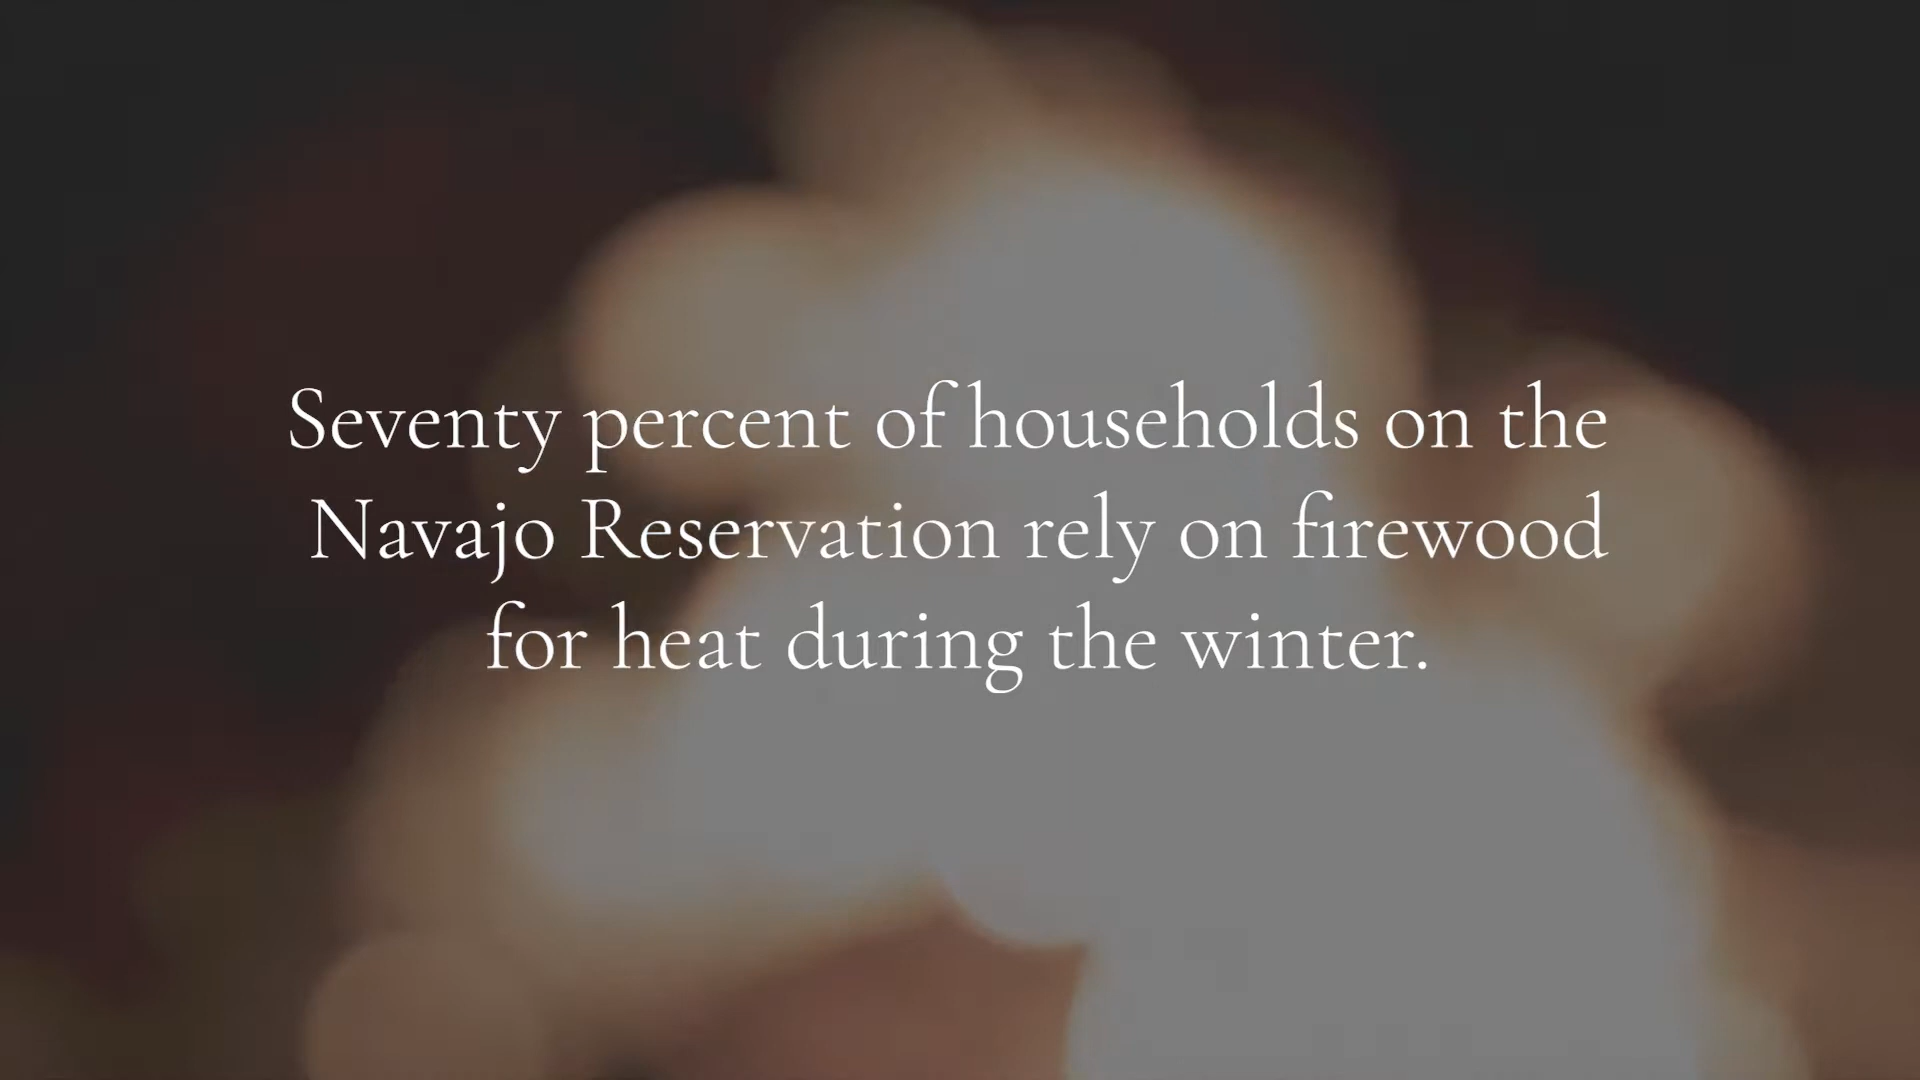 Seventy percent of households on the
Navajo Reservation rely on firewood
for heat during the winter.